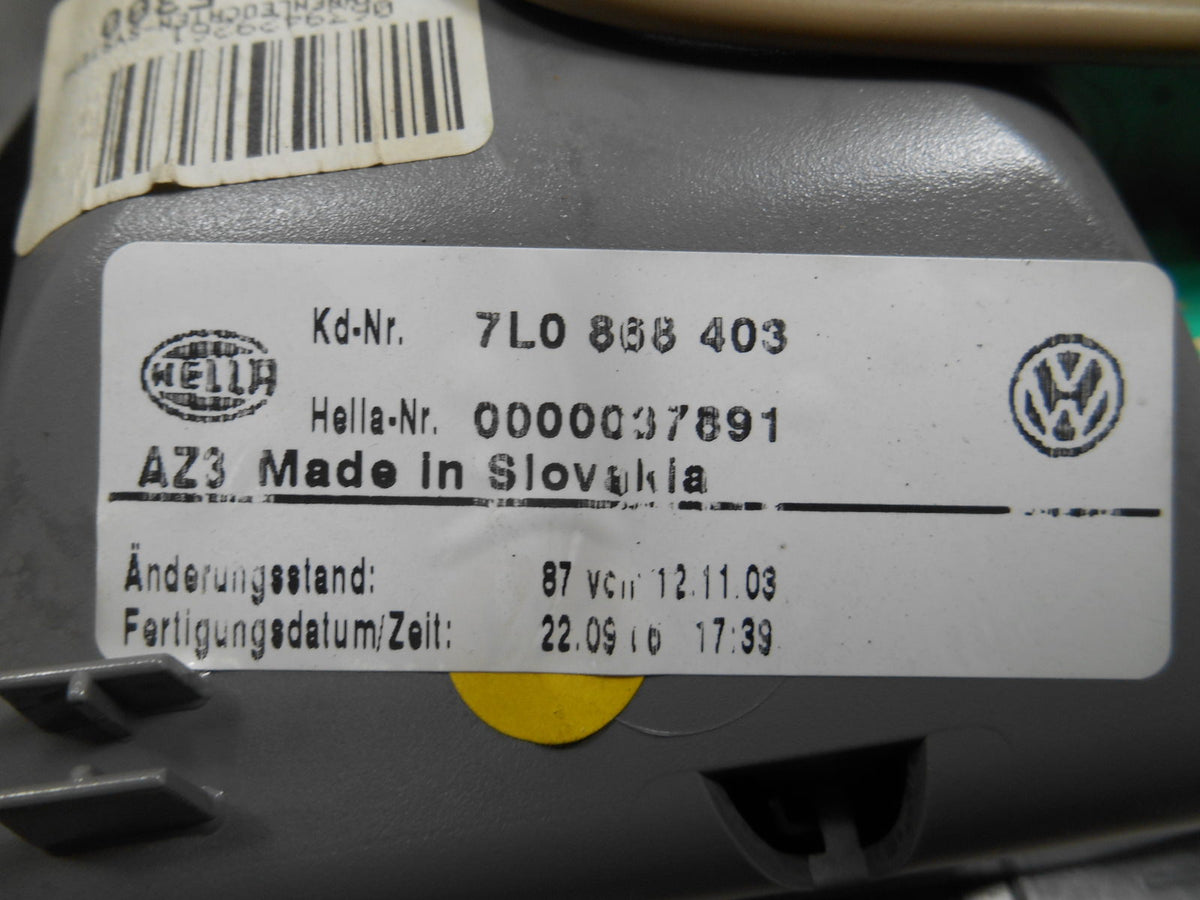 Kd-Nr. 7L0 868 403
HELLA
Hella-Nr. 0000037891
AZ3 Made in Slovakia
Änderungsstand: 87 vom 12.11.03
Fertigungsdatum/Zeit: 22.09 17:39